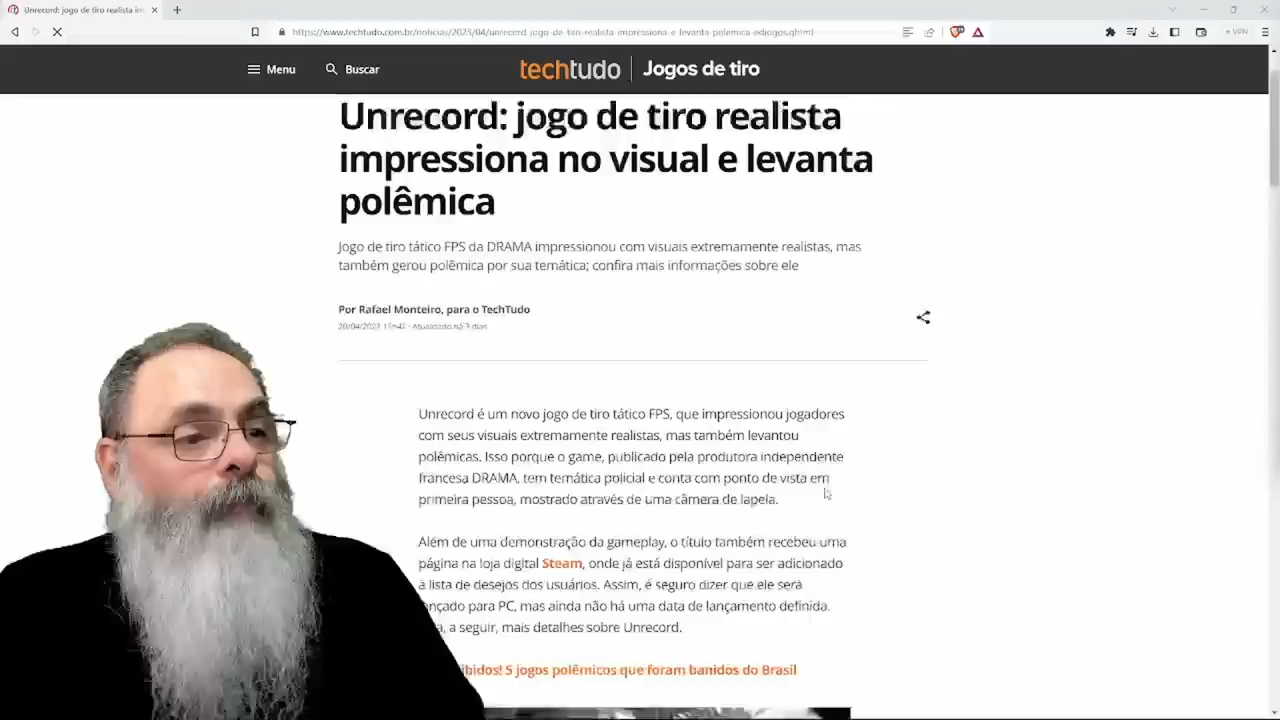 Unrecord: jogo de tiro realista im
https://www.techtudo.com.br/noticias/2023/04/unrecord-jogo-de-tiro-realista-impressiona-e-levanta-polemica-edjogos.ghtml
VPN
Menu
Buscar
techtudo
Jogos de tiro
Unrecord: jogo de tiro realista
impressiona no visual e levanta
polêmica
Jogo de tiro tático FPS da DRAMA impressionou com visuais extremamente realistas, mas
também gerou polêmica por sua temática; confira mais informações sobre ele
Por Rafael Monteiro, para o TechTudo
Atualizado há 3 dias
Unrecord é um novo jogo de tiro tático FPS, que impressionou jogadores
com seus visuais extremamente realistas, mas também levantou
polêmicas. Isso porque o game, publicado pela produtora independente
francesa DRAMA, tem temática policial e conta com ponto de vista em
primeira pessoa, mostrado através de uma câmera de lapela.
Além de uma demonstração da gameplay, o título também recebeu uma
página na loja digital Steam, onde já está disponível para ser adicionado
à lista de desejos dos usuários. Assim, é seguro dizer que ele será
nçado para PC, mas ainda não há uma data de lançamento definida.
a, a seguir, mais detalhes sobre Unrecord.
bidos! 5 jogos polêmicos que foram banidos do Brasil